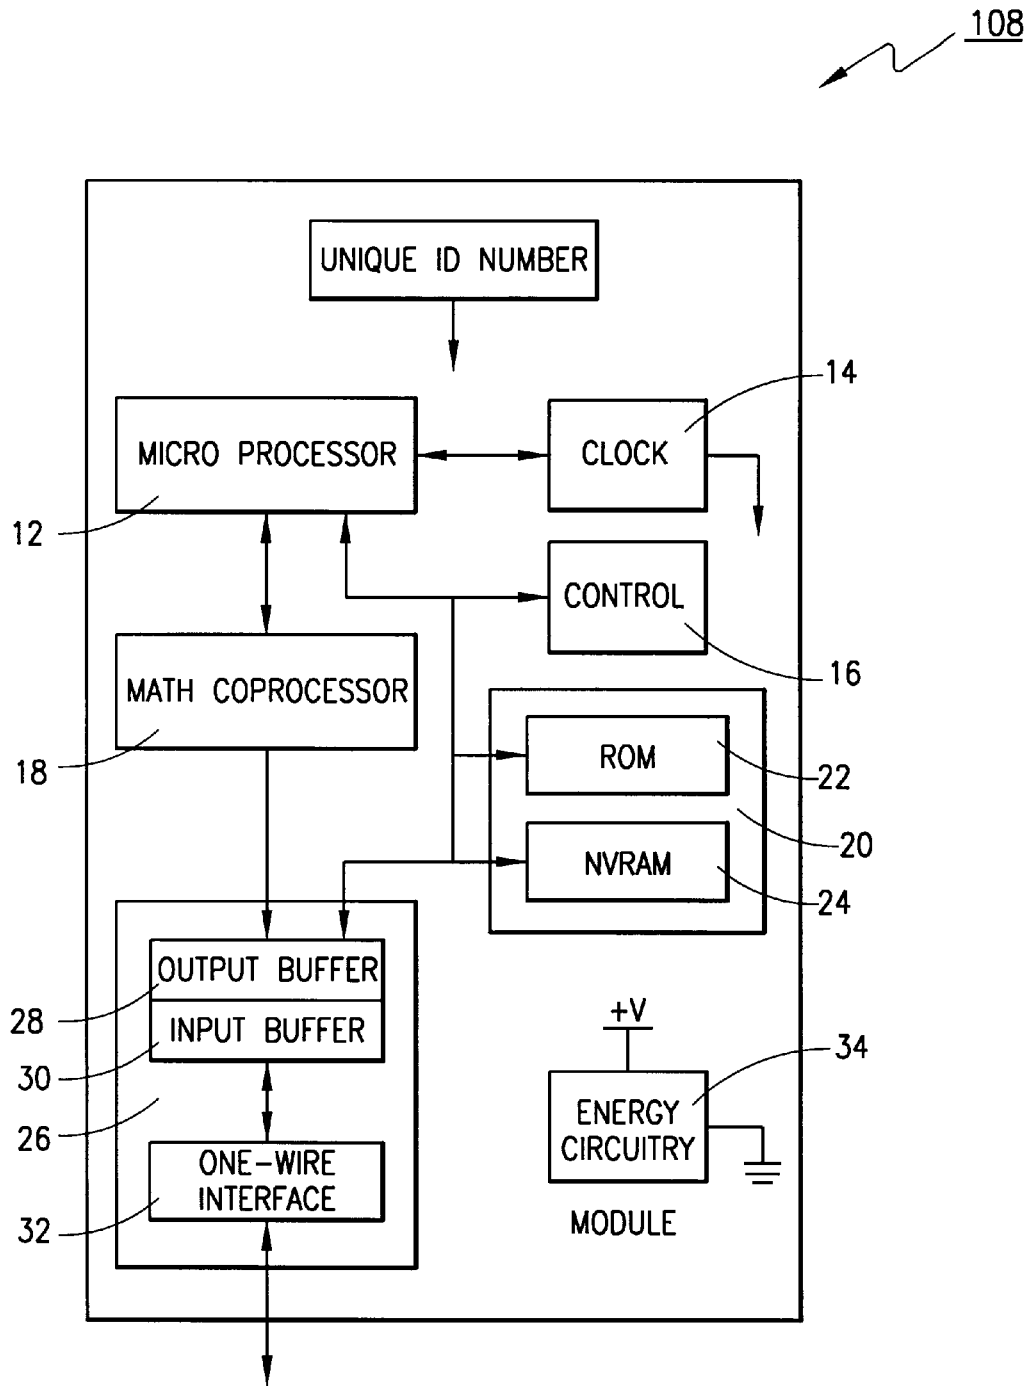 108
UNIQUE ID NUMBER
14
MICRO PROCESSOR
CLOCK
12
CONTROL
MATH COPROCESSOR
16
18
ROM
22
20
NVRAM
24
OUTPUT BUFFER
28
INPUT BUFFER
+V
30
34
26
ENERGY
CIRCUITRY
ONE-WIRE
INTERFACE
32
MODULE